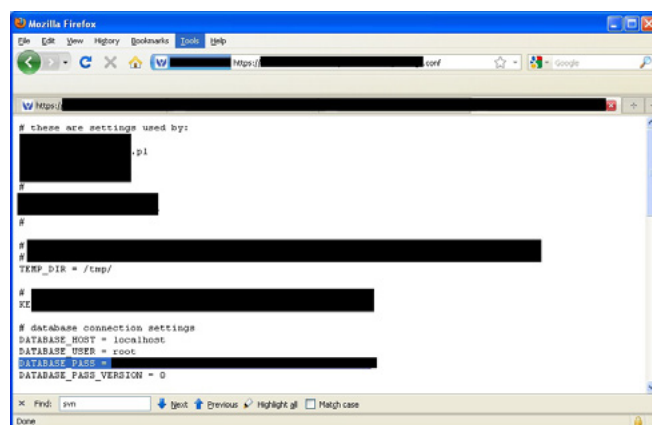 Mozilla Firefox
File Edit View History Bookmarks Tools Help
https:// .conf Google
https:/
# these are settings used by:
.pl
#
#
#
#
TEMP_DIR = /tmp/
#
KE
# database connection settings
DATABASE_HOST = localhost
DATABASE_USER = root
DATABASE_PASS =
DATABASE_PASS_VERSION = 0
× Find: svn Next Previous Highlight all Match case
Done